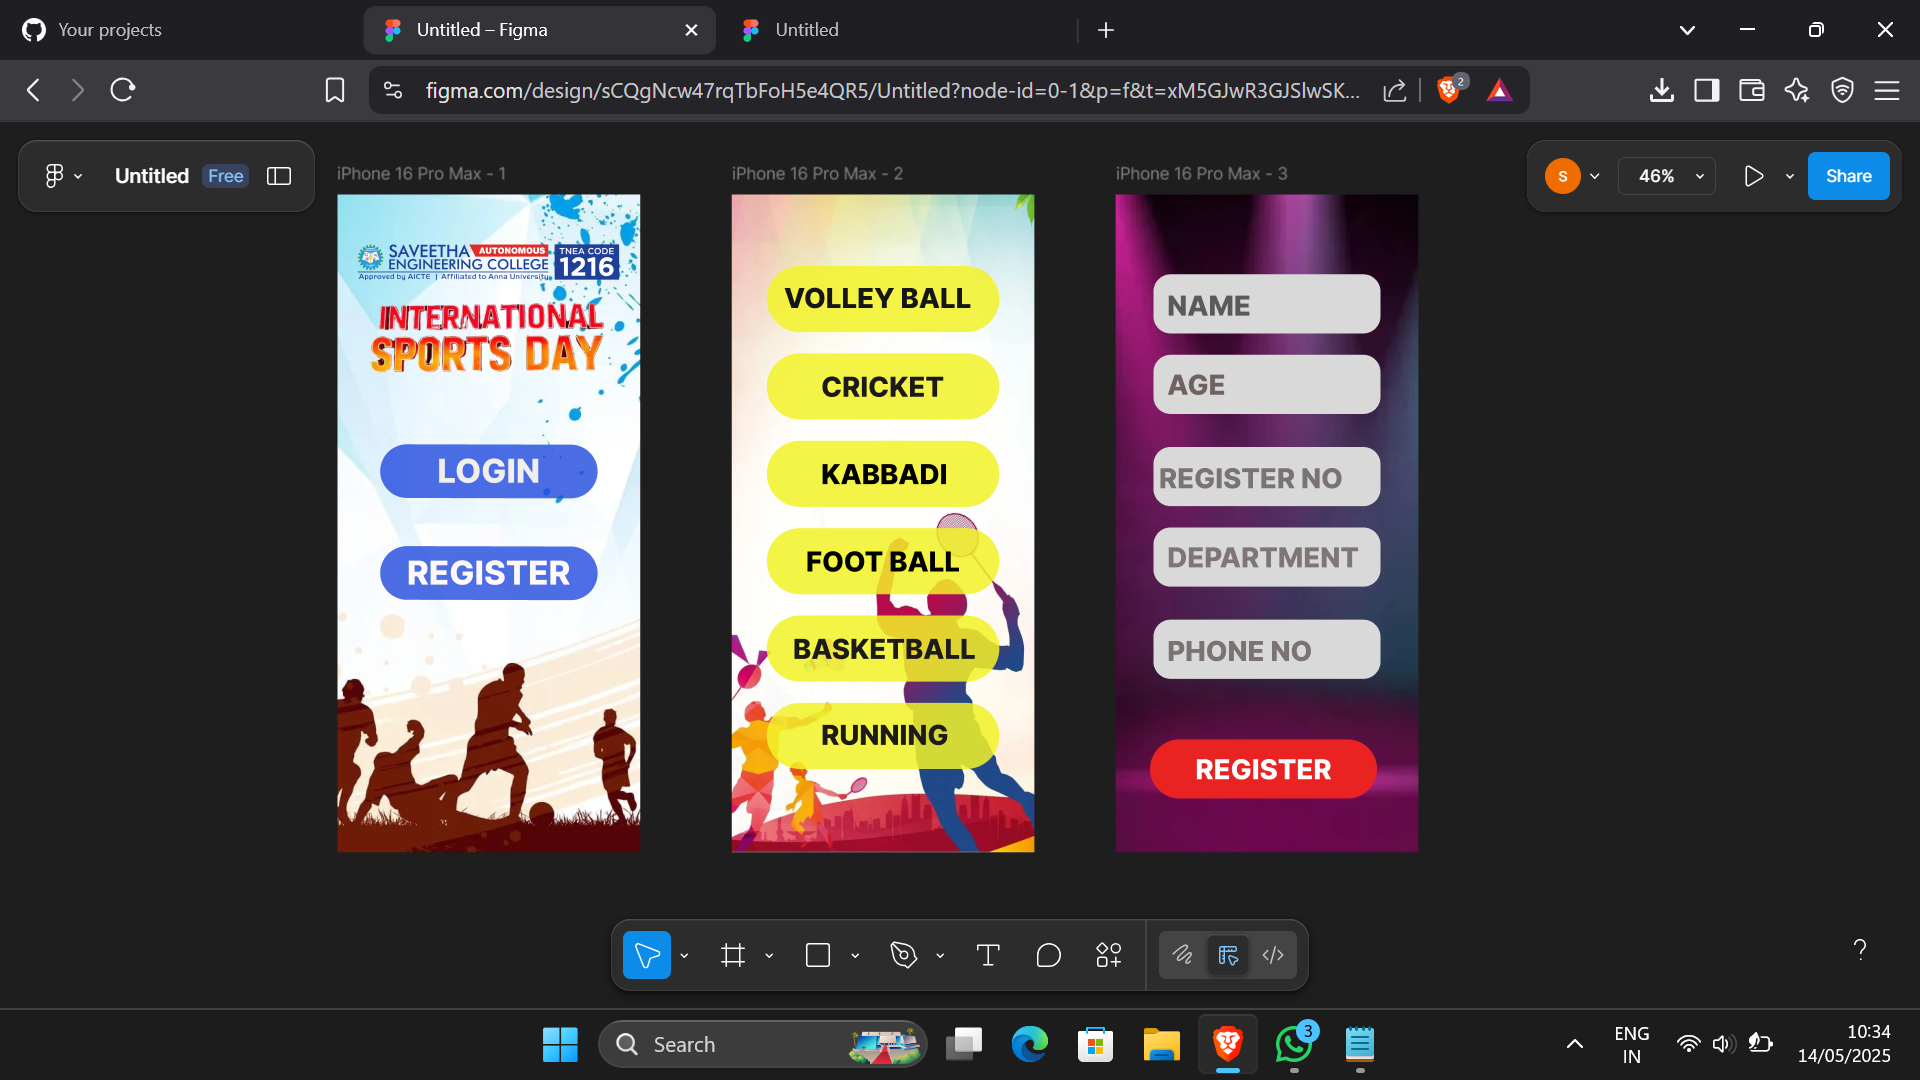 Your projects
Untitled – Figma
Untitled
figma.com/design/sCQgNcw47rqTbFoH5e4QR5/Untitled?node-id=0-1&p=f&t=xM5GJwR3GJSlwSK...
2
Untitled
Free
S
46%
Share
iPhone 16 Pro Max - 1
iPhone 16 Pro Max - 2
iPhone 16 Pro Max - 3
SAVEETHA AUTONOMOUS
ENGINEERING COLLEGE
Approved by AICTE | Affiliated to Anna University
TNEA CODE
1216
INTERNATIONAL
SPORTS DAY
LOGIN
REGISTER
VOLLEY BALL
CRICKET
KABBADI
FOOT BALL
BASKETBALL
RUNNING
NAME
AGE
REGISTER NO
DEPARTMENT
PHONE NO
REGISTER
?
Search
3
ENG
IN
10:34
14/05/2025